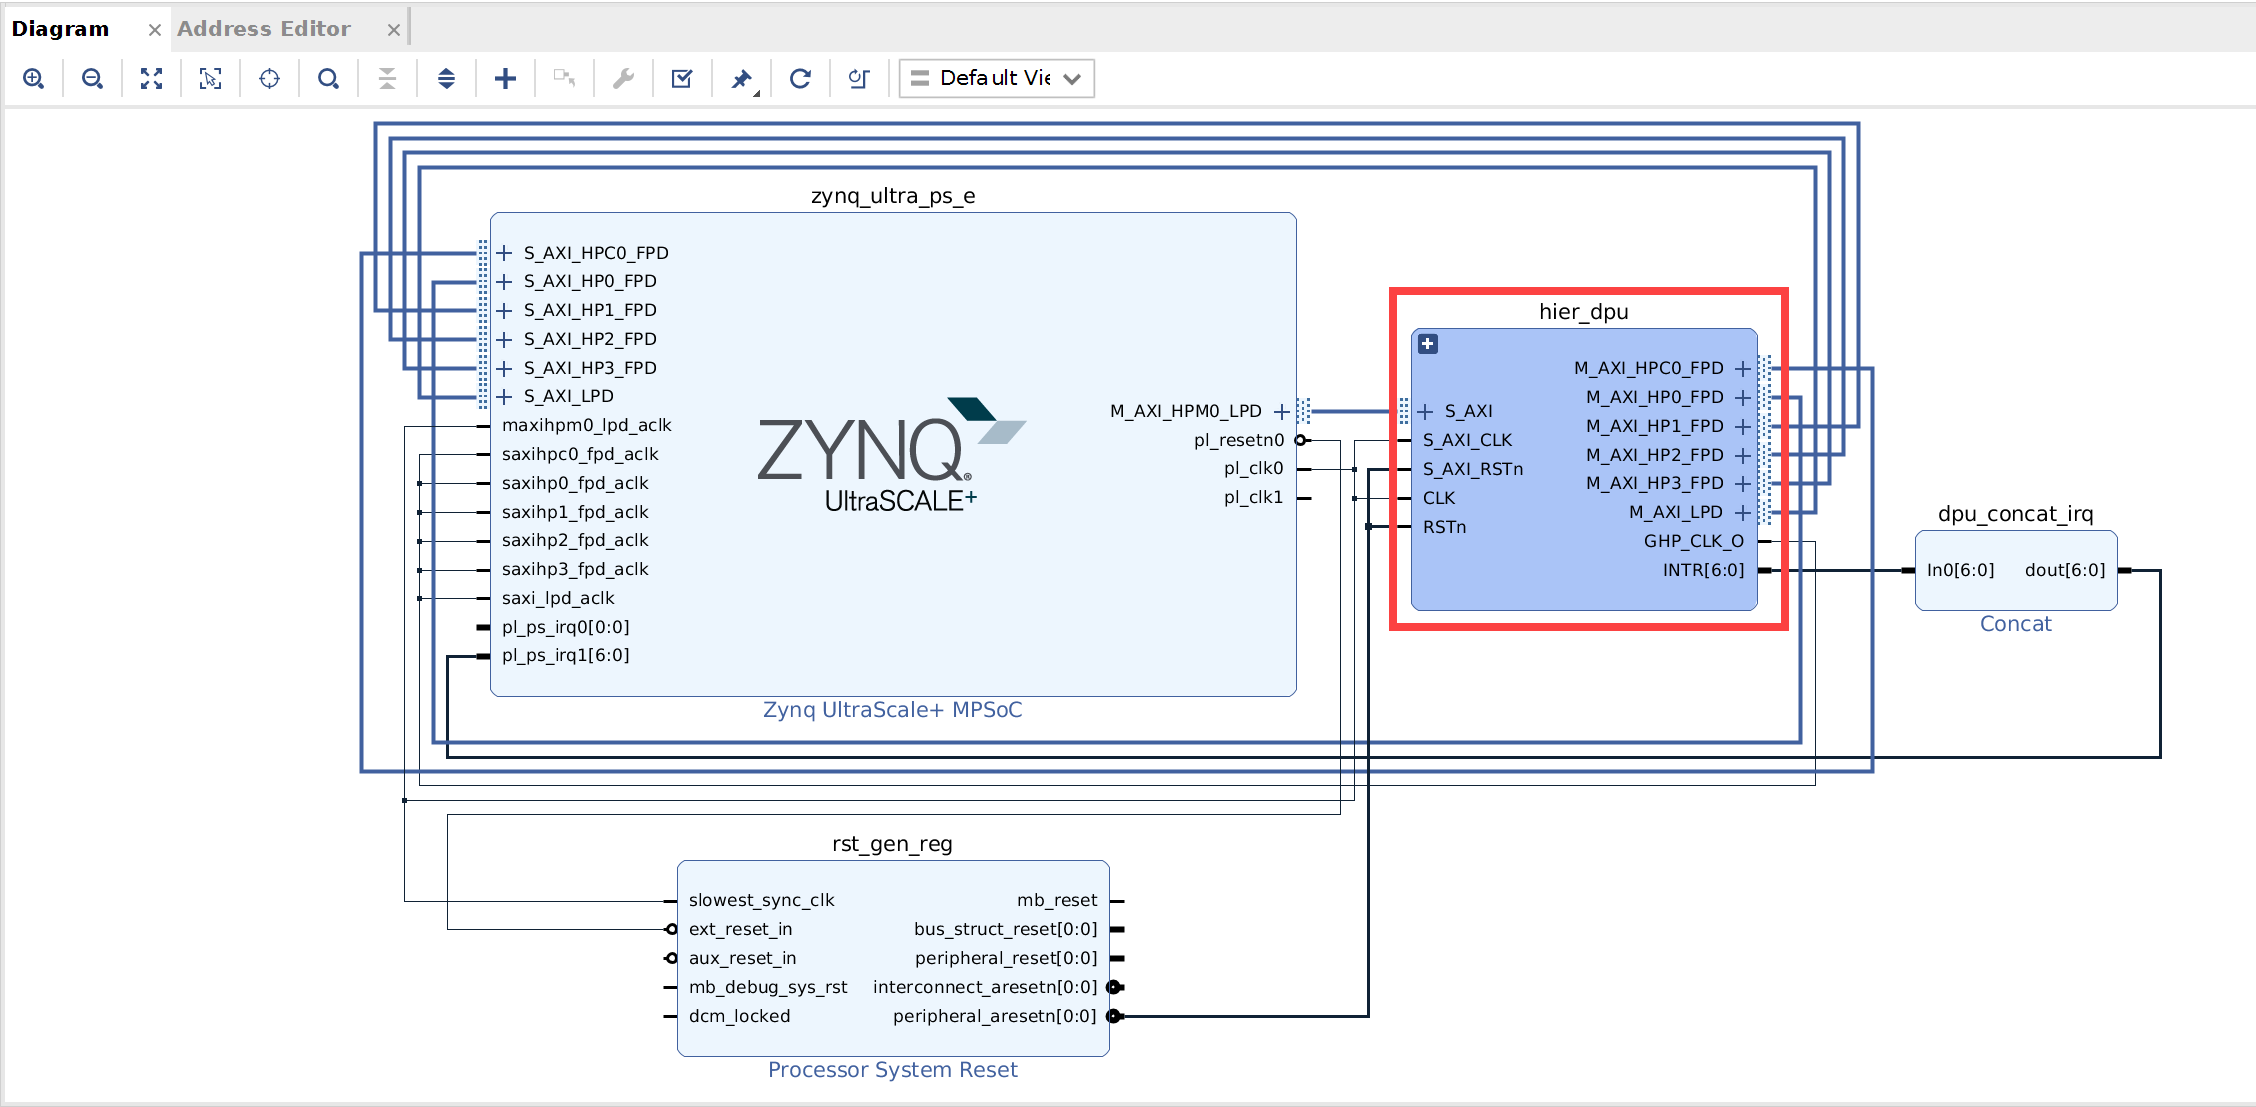 Diagram
Address Editor
Default Vie
zynq_ultra_ps_e
S_AXI_HPC0_FPD
S_AXI_HP0_FPD
S_AXI_HP1_FPD
S_AXI_HP2_FPD
S_AXI_HP3_FPD
S_AXI_LPD
maxihpm0_lpd_aclk
saxihpc0_fpd_aclk
saxihp0_fpd_aclk
saxihp1_fpd_aclk
saxihp2_fpd_aclk
saxihp3_fpd_aclk
saxi_lpd_aclk
pl_ps_irq0[0:0]
pl_ps_irq1[6:0]
ZYNQ®
UltraSCALE+
M_AXI_HPM0_LPD
pl_resetn0
pl_clk0
pl_clk1
Zynq UltraScale+ MPSoC
hier_dpu
S_AXI
S_AXI_CLK
S_AXI_RSTn
CLK
RSTn
M_AXI_HPC0_FPD
M_AXI_HP0_FPD
M_AXI_HP1_FPD
M_AXI_HP2_FPD
M_AXI_HP3_FPD
M_AXI_LPD
GHP_CLK_O
INTR[6:0]
dpu_concat_irq
In0[6:0] dout[6:0]
Concat
rst_gen_reg
slowest_sync_clk
ext_reset_in
aux_reset_in
mb_debug_sys_rst
dcm_locked
mb_reset
bus_struct_reset[0:0]
peripheral_reset[0:0]
interconnect_aresetn[0:0]
peripheral_aresetn[0:0]
Processor System Reset